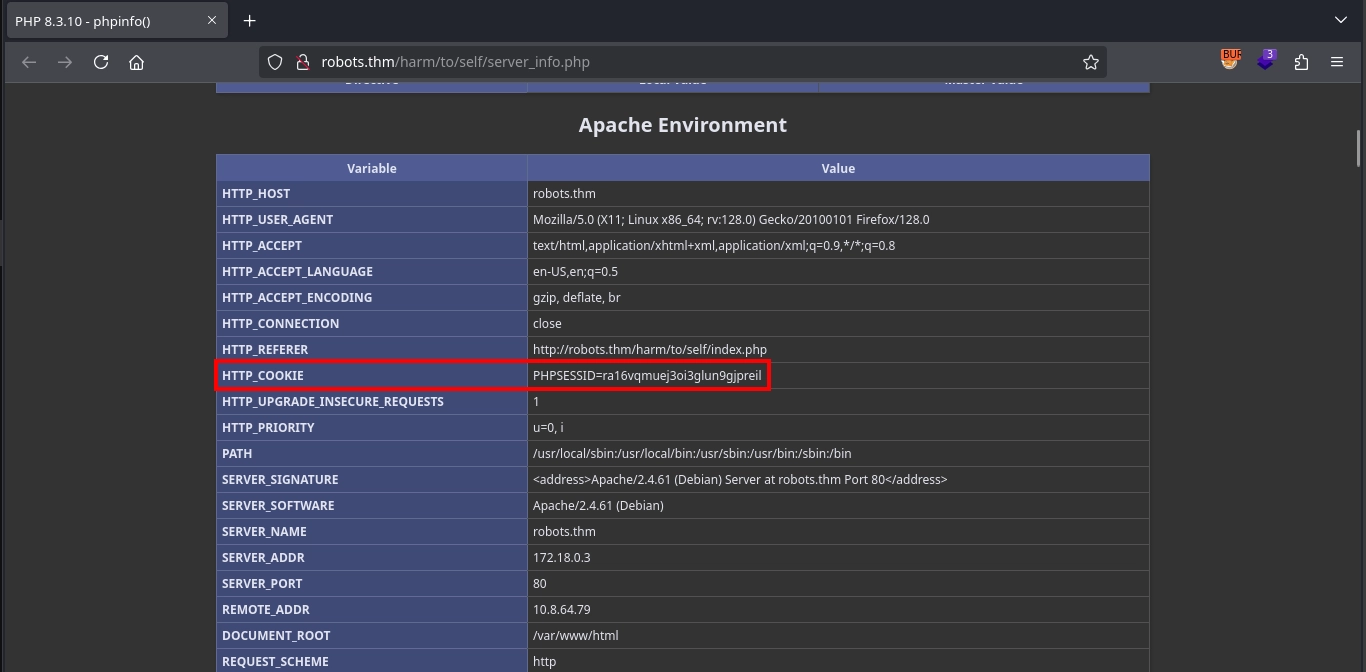 PHP 8.3.10 - phpinfo()
robots.thm/harm/to/self/server_info.php
BUR
3
Directive Local Value Master Value
Apache Environment
Variable Value
HTTP_HOST robots.thm
HTTP_USER_AGENT Mozilla/5.0 (X11; Linux x86_64; rv:128.0) Gecko/20100101 Firefox/128.0
HTTP_ACCEPT text/html,application/xhtml+xml,application/xml;q=0.9,*/*;q=0.8
HTTP_ACCEPT_LANGUAGE en-US,en;q=0.5
HTTP_ACCEPT_ENCODING gzip, deflate, br
HTTP_CONNECTION close
HTTP_REFERER http://robots.thm/harm/to/self/index.php
HTTP_COOKIE PHPSESSID=ra16vqmuej3oi3glun9gjpreil
HTTP_UPGRADE_INSECURE_REQUESTS 1
HTTP_PRIORITY u=0, i
PATH /usr/local/sbin:/usr/local/bin:/usr/sbin:/usr/bin:/sbin:/bin
SERVER_SIGNATURE <address>Apache/2.4.61 (Debian) Server at robots.thm Port 80</address>
SERVER_SOFTWARE Apache/2.4.61 (Debian)
SERVER_NAME robots.thm
SERVER_ADDR 172.18.0.3
SERVER_PORT 80
REMOTE_ADDR 10.8.64.79
DOCUMENT_ROOT /var/www/html
REQUEST_SCHEME http